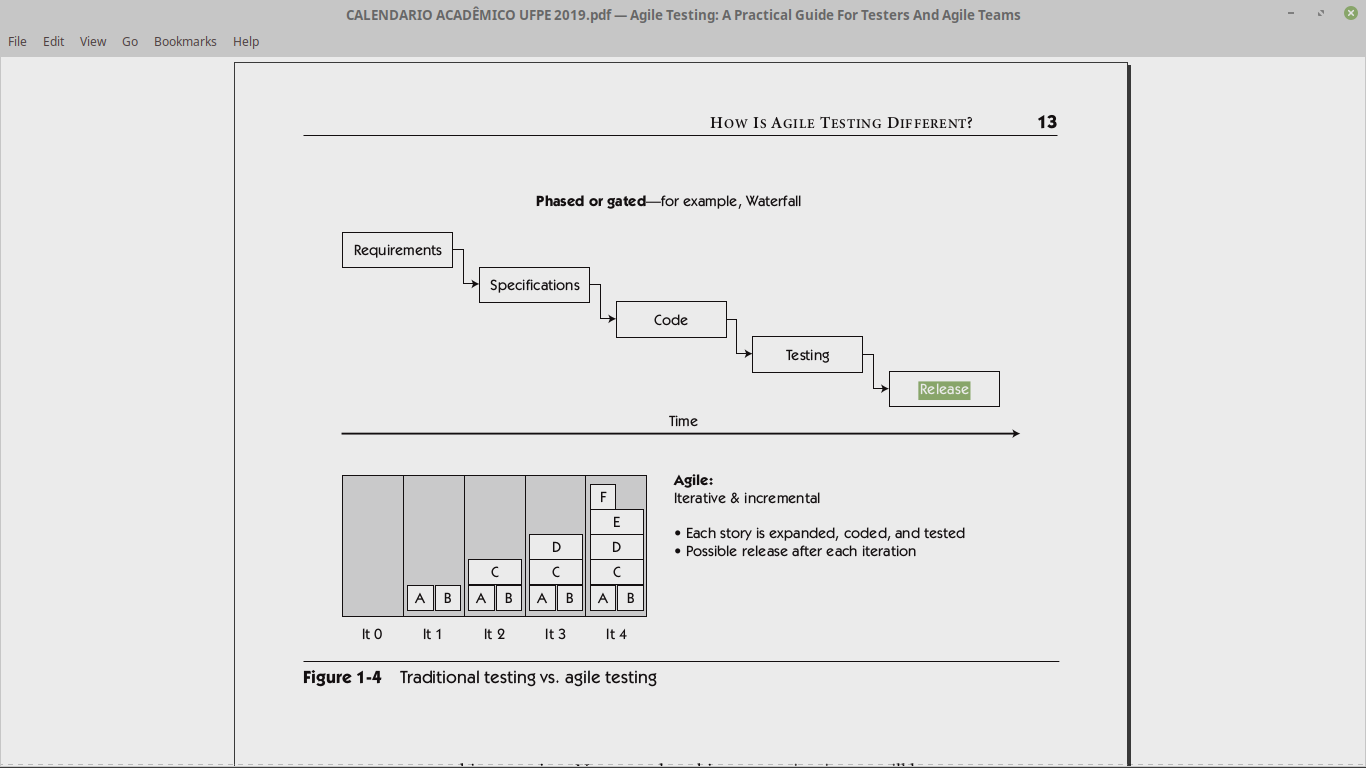 CALENDARIO ACADÊMICO UFPE 2019.pdf — Agile Testing: A Practical Guide For Testers And Agile Teams
File Edit View Go Bookmarks Help
HOW IS AGILE TESTING DIFFERENT? 13
Phased or gated—for example, Waterfall
Requirements
Specifications
Code
Testing
Release
Time
Agile:
Iterative & incremental
• Each story is expanded, coded, and tested
• Possible release after each iteration
F
E
D D
C C C
A B A B A B A B
It 0 It 1 It 2 It 3 It 4
Figure 1-4 Traditional testing vs. agile testing